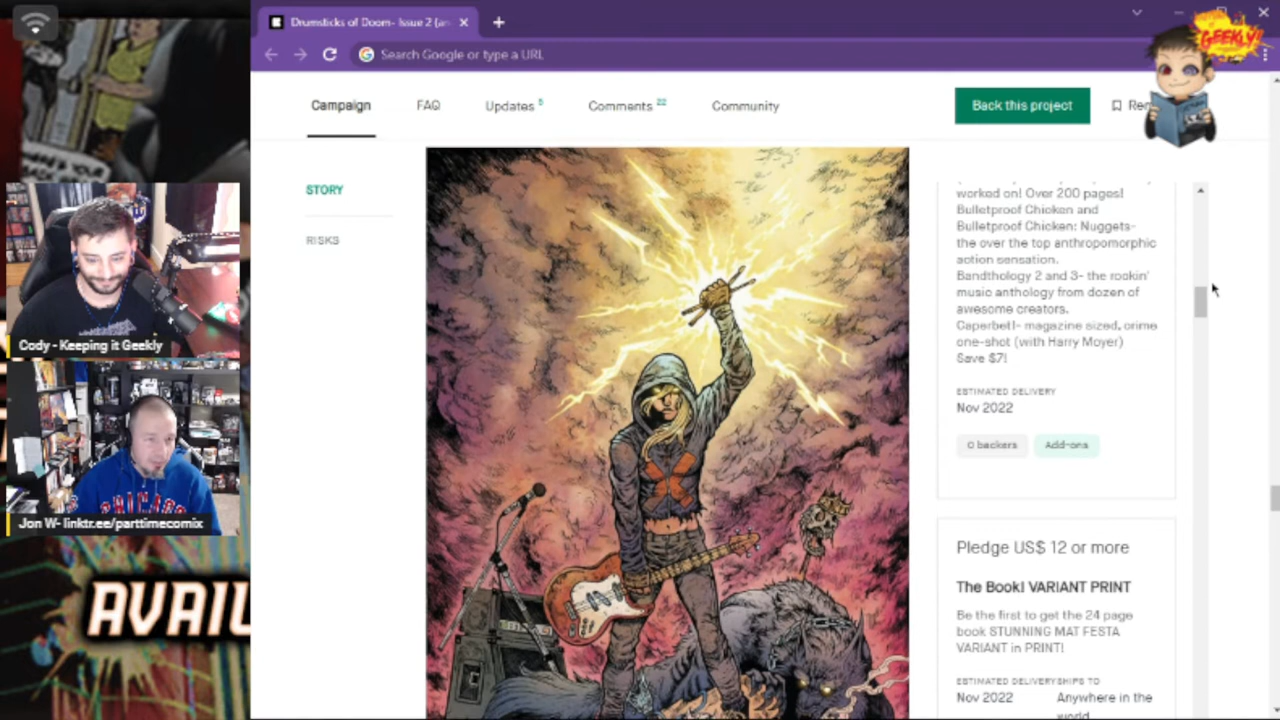 Drumsticks of Doom- Issue 2 (an
Search Google or type a URL
GEEKLY!
Campaign
FAQ
Updates 5
Comments 22
Community
Back this project
STORY
RISKS
worked on! Over 200 pages!
Bulletproof Chicken and
Bulletproof Chicken: Nuggets-
the over the top anthropomorphic
action sensation.
Bandthology 2 and 3- the rockin'
music anthology from dozen of
awesome creators.
Caperbet!- magazine sized, crime
one-shot (with Harry Moyer)
Save $7!
ESTIMATED DELIVERY
Nov 2022
0 backers
Add-ons
Pledge US$ 12 or more
The Book! VARIANT PRINT
Be the first to get the 24 page
book STUNNING MAT FESTA
VARIANT in PRINT!
ESTIMATED DELIVERY
SHIPS TO
Nov 2022
Anywhere in the
world
Cody - Keeping it Geekly
CHICAGO
Jon W- linktr.ee/parttimecomix
AVAIL